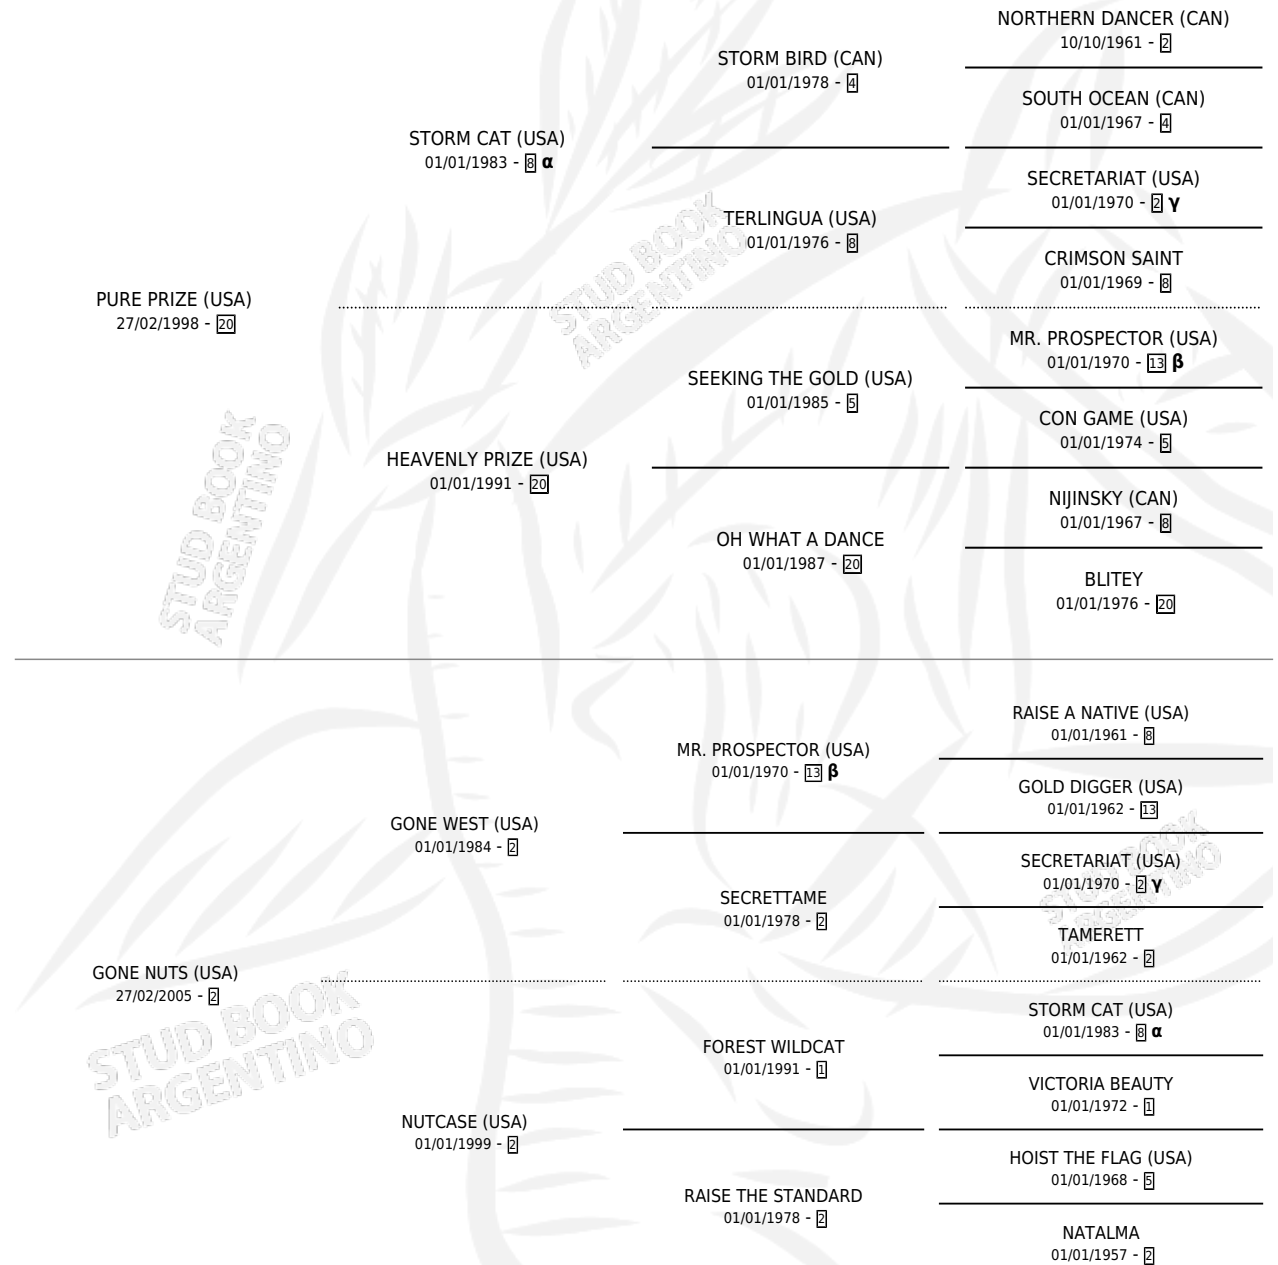 NORTHERN DANCER (CAN)
10/10/1961 - 2
STORM BIRD (CAN)
01/01/1978 - 4
SOUTH OCEAN (CAN)
01/01/1967 - 4
STORM CAT (USA)
01/01/1983 - 8 α
SECRETARIAT (USA)
01/01/1970 - 2 γ
TERLINGUA (USA)
01/01/1976 - 8
CRIMSON SAINT
01/01/1969 - 8
PURE PRIZE (USA)
27/02/1998 - 20
MR. PROSPECTOR (USA)
01/01/1970 - 13 β
SEEKING THE GOLD (USA)
01/01/1985 - 5
CON GAME (USA)
01/01/1974 - 5
HEAVENLY PRIZE (USA)
01/01/1991 - 20
NIJINSKY (CAN)
01/01/1967 - 8
OH WHAT A DANCE
01/01/1987 - 20
BLITEY
01/01/1976 - 20
RAISE A NATIVE (USA)
01/01/1961 - 8
MR. PROSPECTOR (USA)
01/01/1970 - 13 β
GOLD DIGGER (USA)
01/01/1962 - 13
GONE WEST (USA)
01/01/1984 - 2
SECRETARIAT (USA)
01/01/1970 - 2 γ
SECRETTAME
01/01/1978 - 2
TAMERETT
01/01/1962 - 2
GONE NUTS (USA)
27/02/2005 - 2
STORM CAT (USA)
01/01/1983 - 8 α
FOREST WILDCAT
01/01/1991 - 1
VICTORIA BEAUTY
01/01/1972 - 1
NUTCASE (USA)
01/01/1999 - 2
HOIST THE FLAG (USA)
01/01/1968 - 5
RAISE THE STANDARD
01/01/1978 - 2
NATALMA
01/01/1957 - 2
STUD BOOK
ARGENTINO
STUD BOOK
ARGENTINO
STUD BOOK
ARGENTINO
STUD BOOK
ARGENTINO